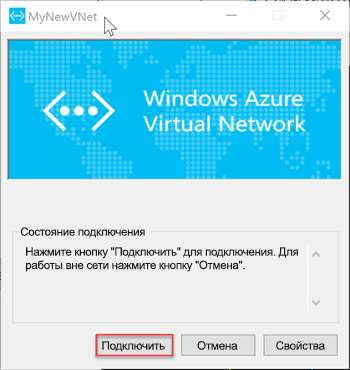 MyNewVNet
Windows Azure
Virtual Network
Состояние подключения
Нажмите кнопку "Подключить" для подключения. Для
работы вне сети нажмите кнопку "Отмена".
Подключить Отмена Свойства